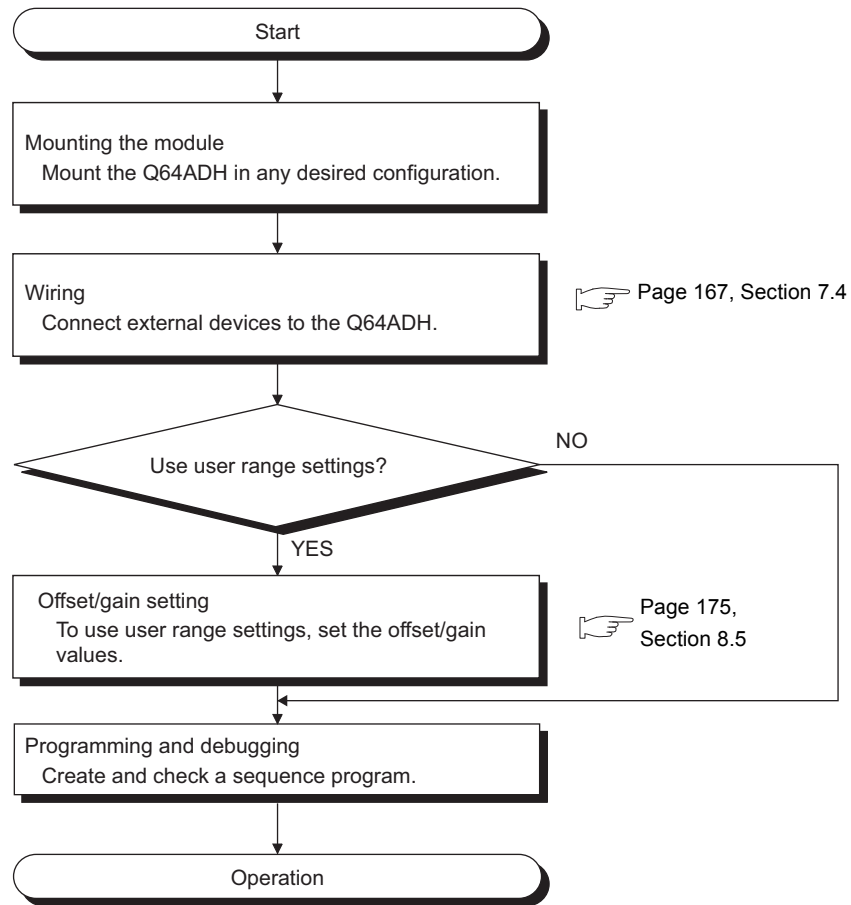 Start
Mounting the module
Mount the Q64ADH in any desired configuration.
Wiring
Connect external devices to the Q64ADH.
Page 167, Section 7.4
Use user range settings?
NO
YES
Offset/gain setting
To use user range settings, set the offset/gain
values.
Page 175,
Section 8.5
Programming and debugging
Create and check a sequence program.
Operation